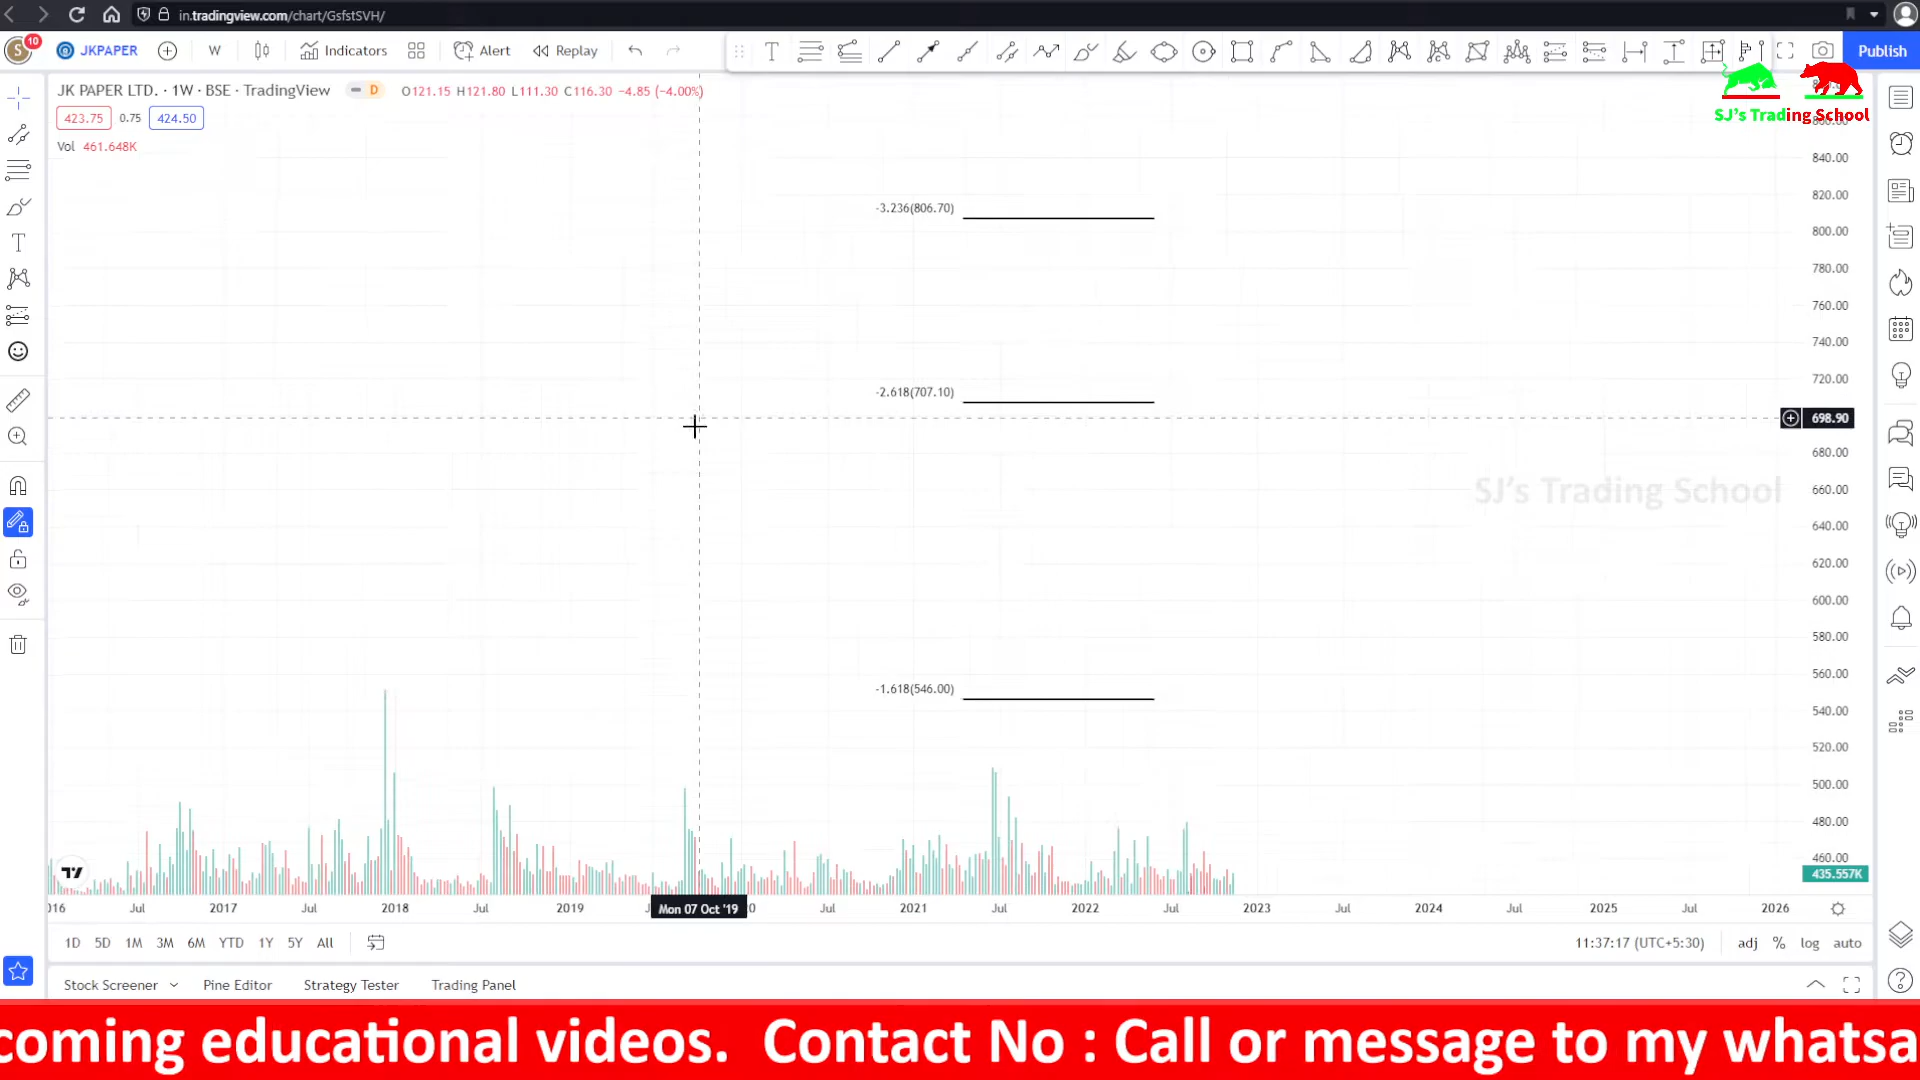 in.tradingview.com/chart/GsfstSVH/
S 10 JKPAPER W Indicators Alert Replay Publish
JK PAPER LTD. · 1W · BSE · TradingView D O121.15 H121.80 L111.30 C116.30 −4.85 (−4.00%)
SJ's Trading School
423.75 0.75 424.50
Vol 461.648K
840.00
820.00
-3.236(806.70)
800.00
780.00
760.00
740.00
720.00
-2.618(707.10)
698.90
680.00
SJ's Trading School
660.00
640.00
620.00
600.00
580.00
560.00
-1.618(546.00)
540.00
520.00
500.00
480.00
460.00
435.557K
016 Jul 2017 Jul 2018 Jul 2019 Mon 07 Oct '19 Jul 2021 Jul 2022 Jul 2023 Jul 2024 Jul 2025 Jul 2026
1D 5D 1M 3M 6M YTD 1Y 5Y All 11:37:17 (UTC+5:30) adj % log auto
Stock Screener Pine Editor Strategy Tester Trading Panel
coming educational videos. Contact No : Call or message to my whatsa